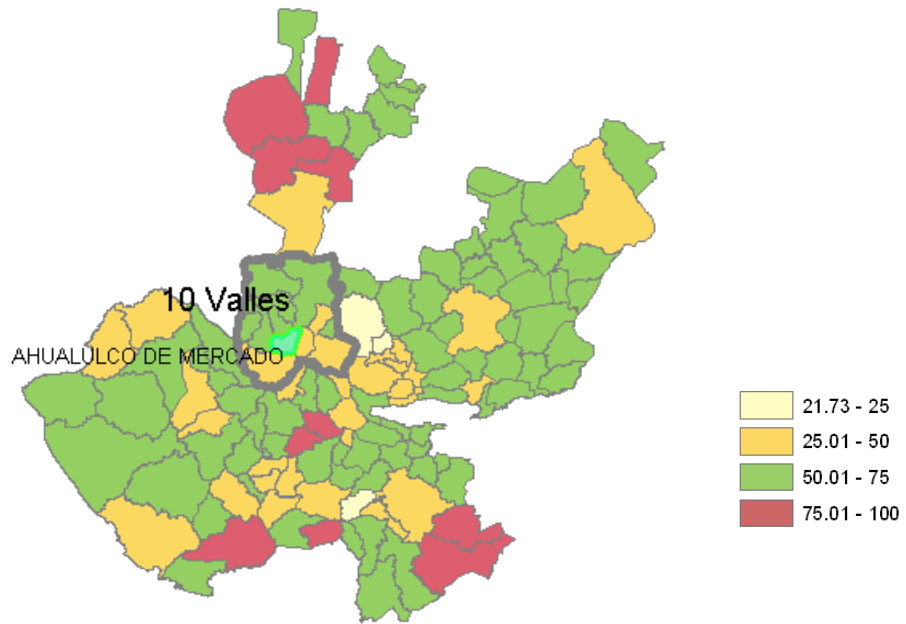 10 Valles
AHUALULCO DE MERCADO
21.73 - 25
25.01 - 50
50.01 - 75
75.01 - 100